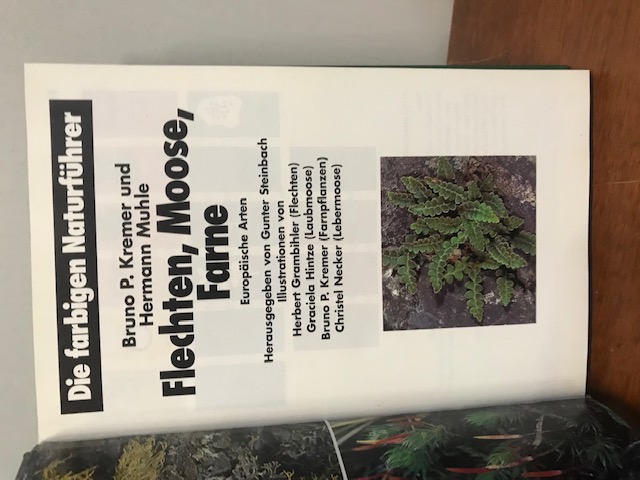 Die farbigen Naturführer
Bruno P. Kremer und
Hermann Muhle
Flechten, Moose,
Farne
Europäische Arten
Herausgegeben von Gunter Steinbach
Illustrationen von
Herbert Grambihler (Flechten)
Graciela Hintze (Laubmoose)
Bruno P. Kremer (Farnpflanzen)
Christel Necker (Lebermoose)